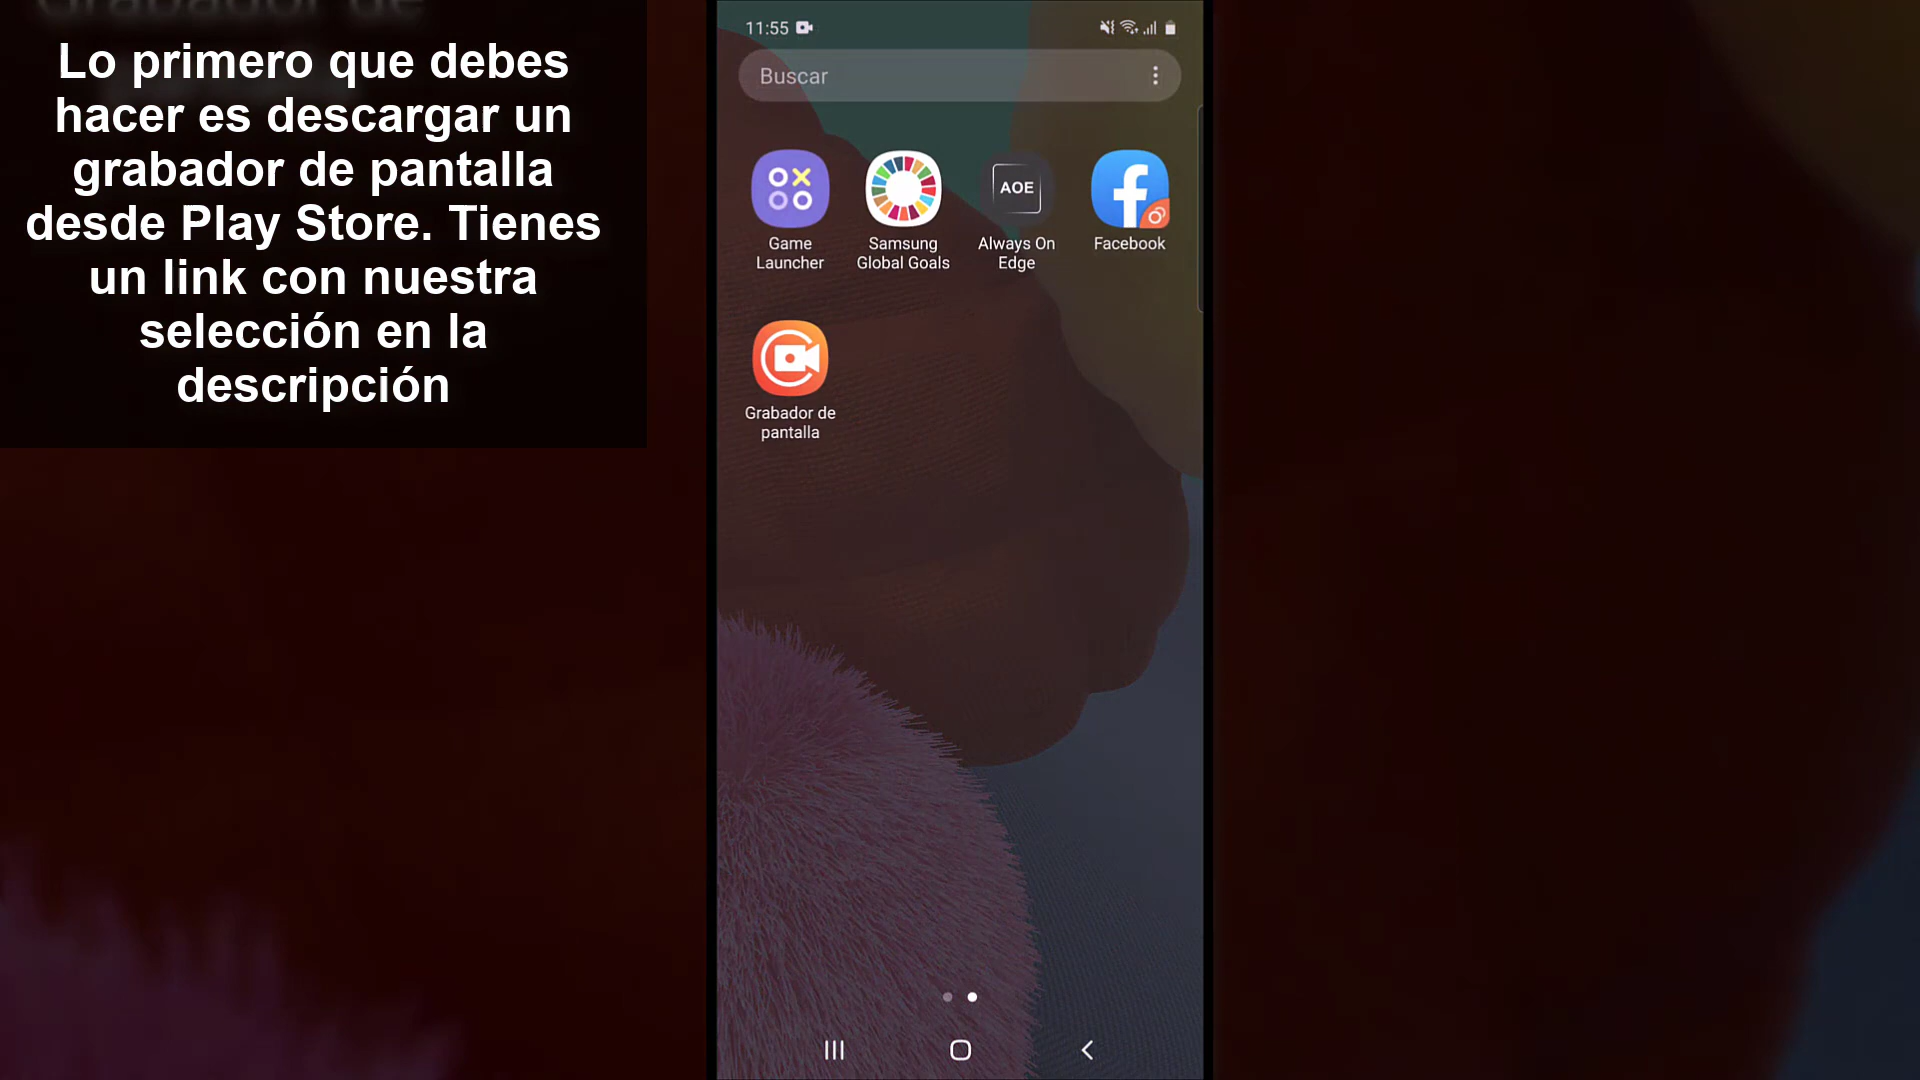 Grabador de
Lo primero que debes
hacer es descargar un
grabador de pantalla
desde Play Store. Tienes
un link con nuestra
selección en la
descripción
11:55
Buscar
Game
Launcher
Samsung
Global Goals
AOE
Always On
Edge
Facebook
Grabador de
pantalla